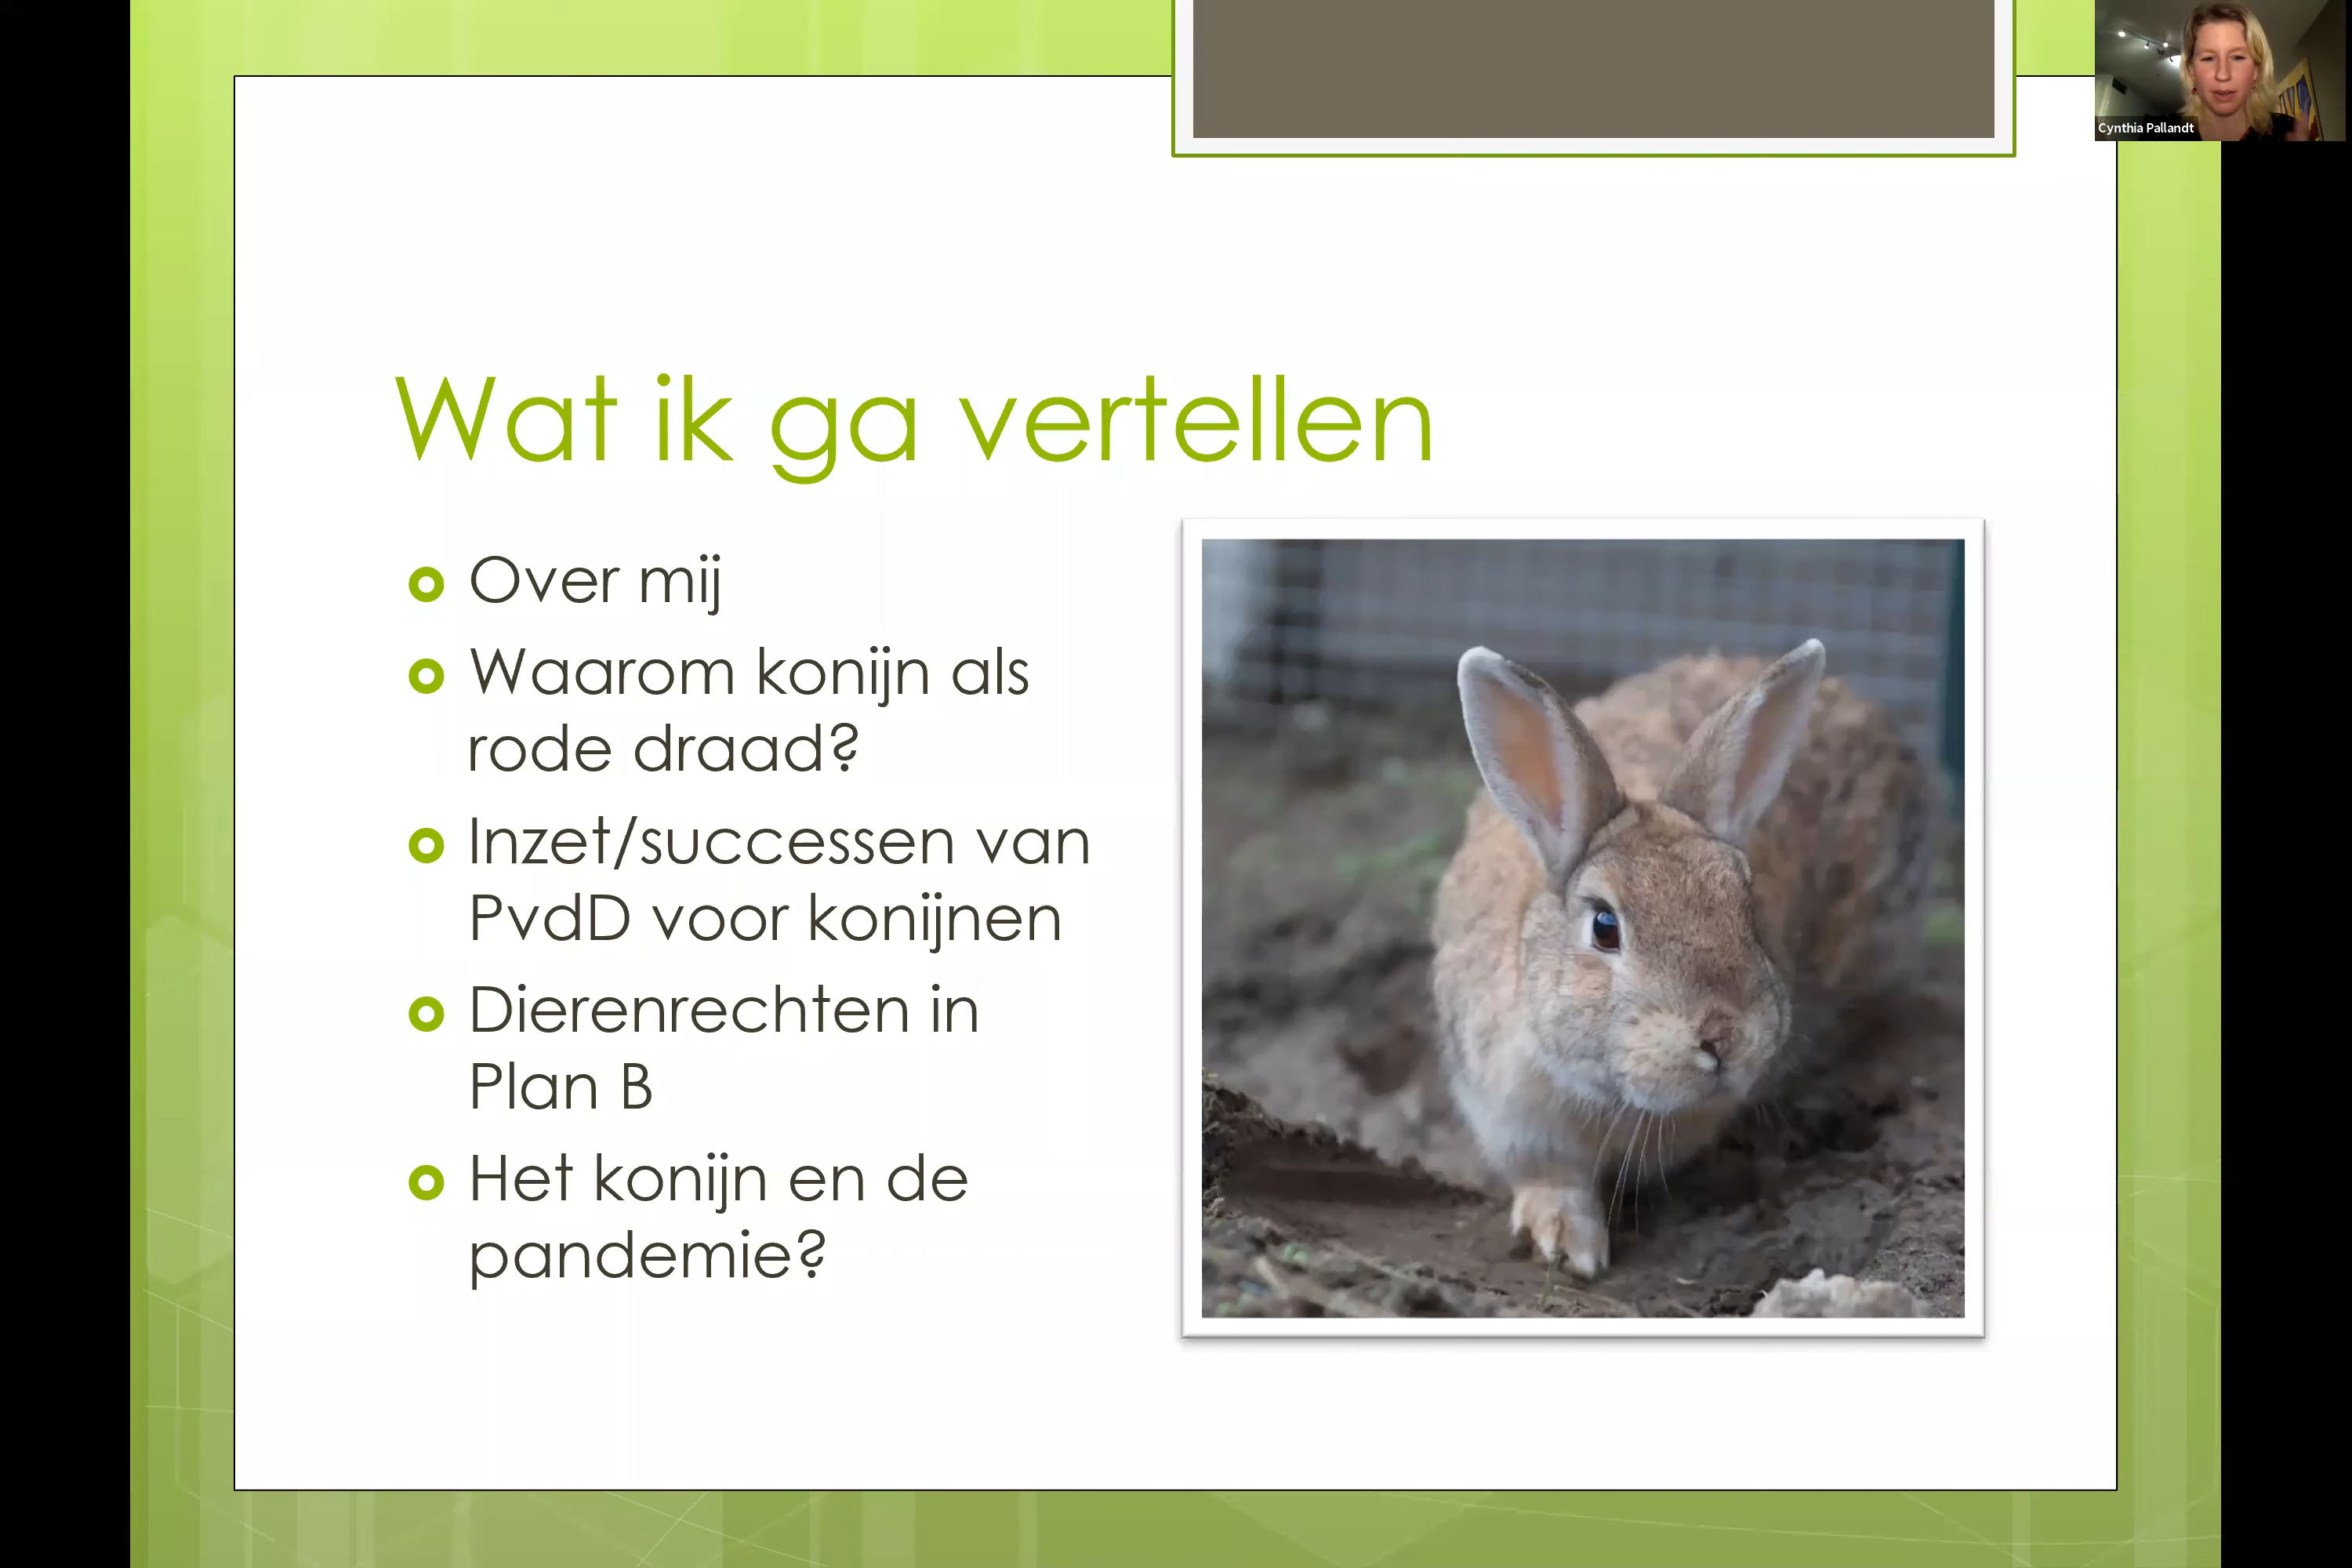 Cynthia Pallandt
Wat ik ga vertellen
Over mij
Waarom konijn als
rode draad?
Inzet/successen van
PvdD voor konijnen
Dierenrechten in
Plan B
Het konijn en de
pandemie?